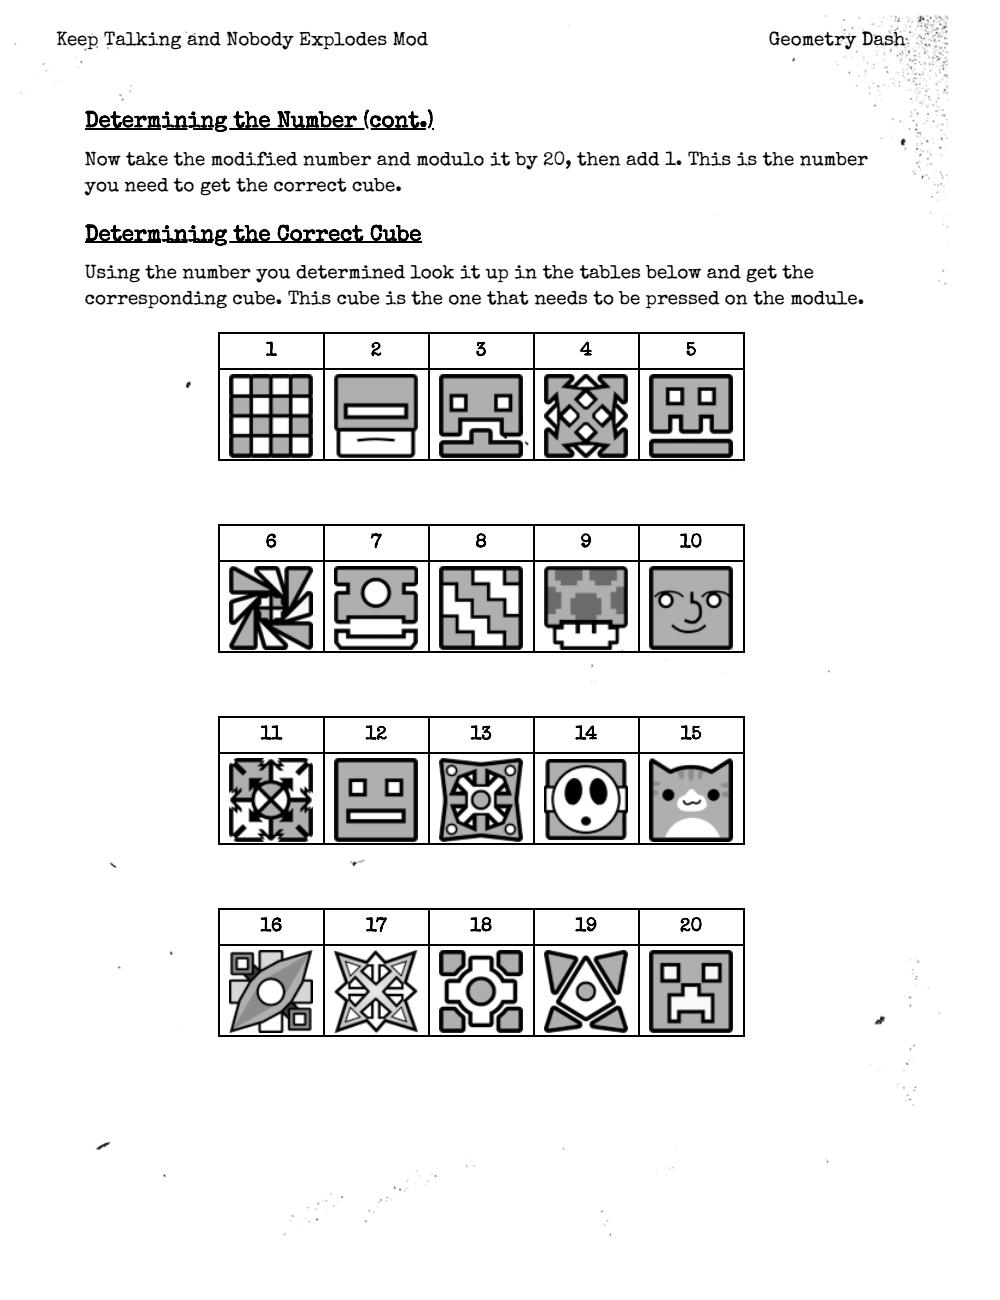 Keep Talking and Nobody Explodes Mod Geometry Dash
Determining the Number (cont.)
Now take the modified number and modulo it by 20, then add 1. This is the number
you need to get the correct cube.
Determining the Correct Cube
Using the number you determined look it up in the tables below and get the
corresponding cube. This cube is the one that needs to be pressed on the module.
1 2 3 4 5
6 7 8 9 10
11 12 13 14 15
16 17 18 19 20